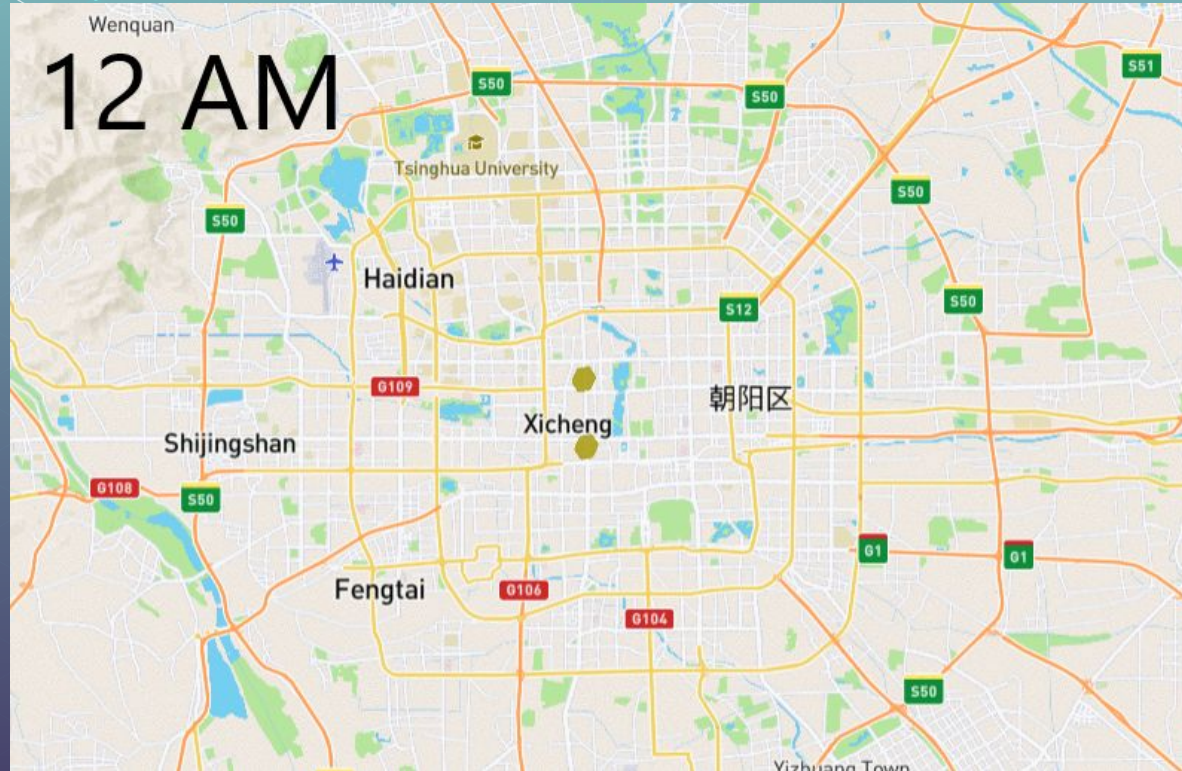 Wenquan
12 AM
S50
S50
S51
Tsinghua University
S50
S50
Haidian
S50
S12
G109
朝阳区
Xicheng
Shijingshan
G108
S50
G1
G1
Fengtai
G106
G104
S50
Yizhuang Town